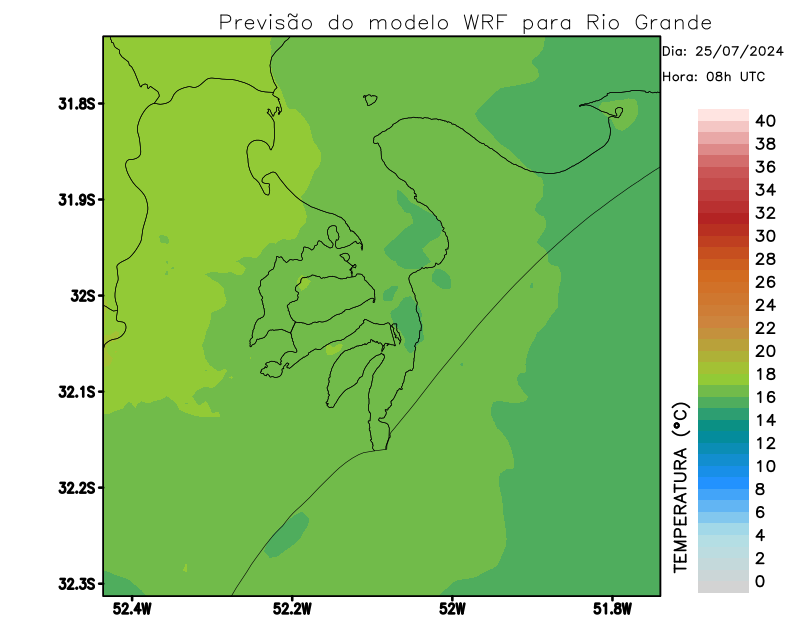 Previsão do modelo WRF para Rio Grande
Dia: 25/07/2024
Hora: 08h UTC
31.8S
31.9S
32S
32.1S
32.2S
32.3S
52.4W
52.2W
52W
51.8W
TEMPERATURA (°C)
40
38
36
34
32
30
28
26
24
22
20
18
16
14
12
10
8
6
4
2
0